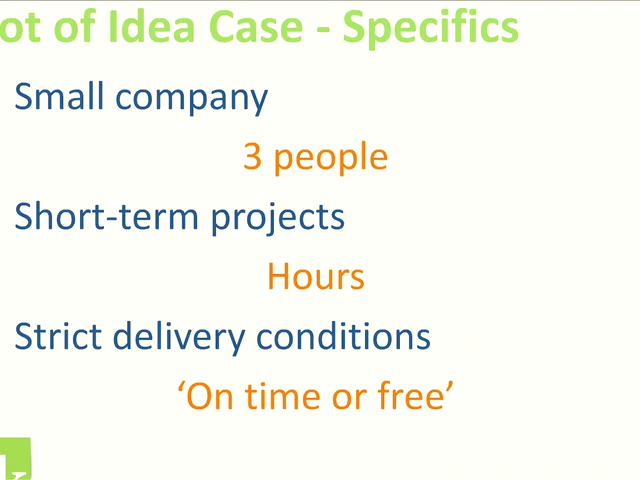 ot of Idea Case - Specifics
Small company
3 people
Short-term projects
Hours
Strict delivery conditions
‘On time or free’